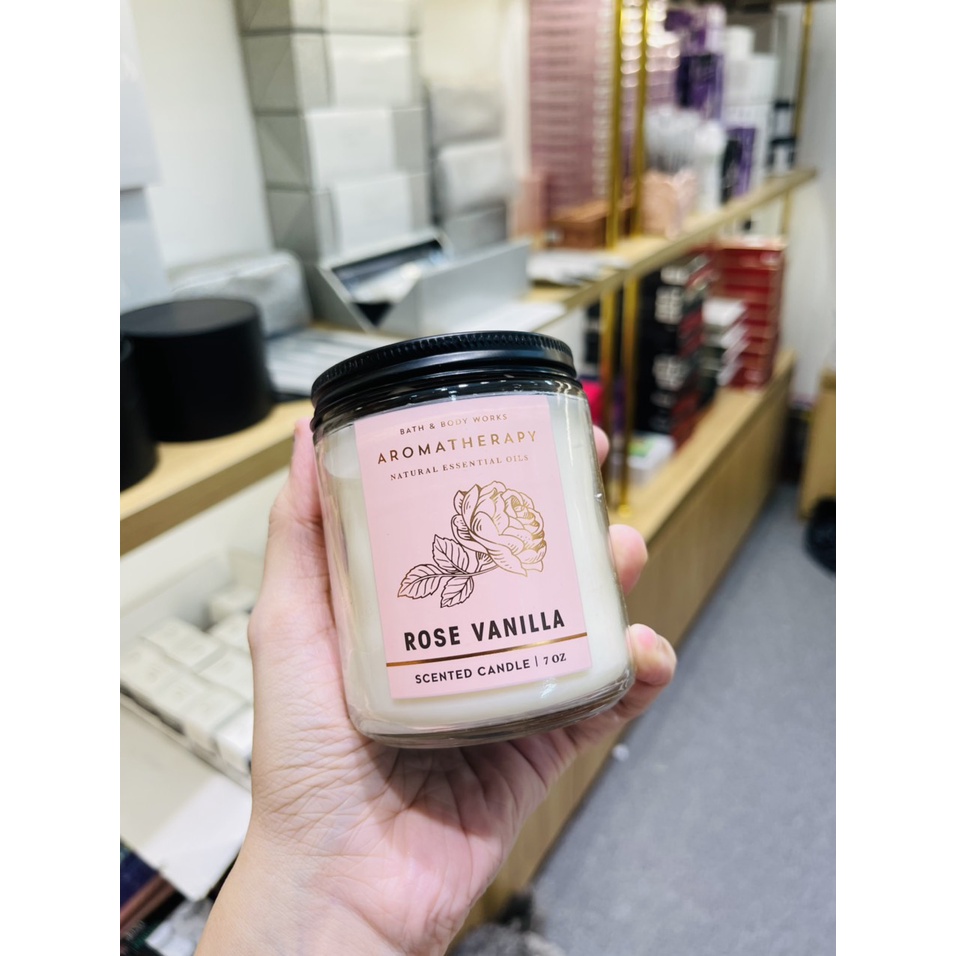 BATH & BODY WORKS
AROMATHERAPY
NATURAL ESSENTIAL OILS
ROSE VANILLA
SCENTED CANDLE | 7 OZ